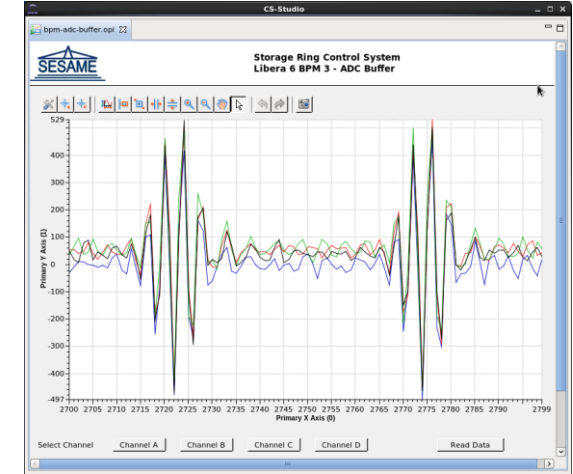 CS-Studio
bpm-adc-buffer.opi
SESAME
Storage Ring Control System
Libera 6 BPM 3 - ADC Buffer
529
400
300
200
100
0
-100
-200
-300
-400
-497
Primary Y Axis (1)
2700 2705 2710 2715 2720 2725 2730 2735 2740 2745 2750 2755 2760 2765 2770 2775 2780 2785 2790 2799
Primary X Axis (0)
Select Channel Channel A Channel B Channel C Channel D Read Data